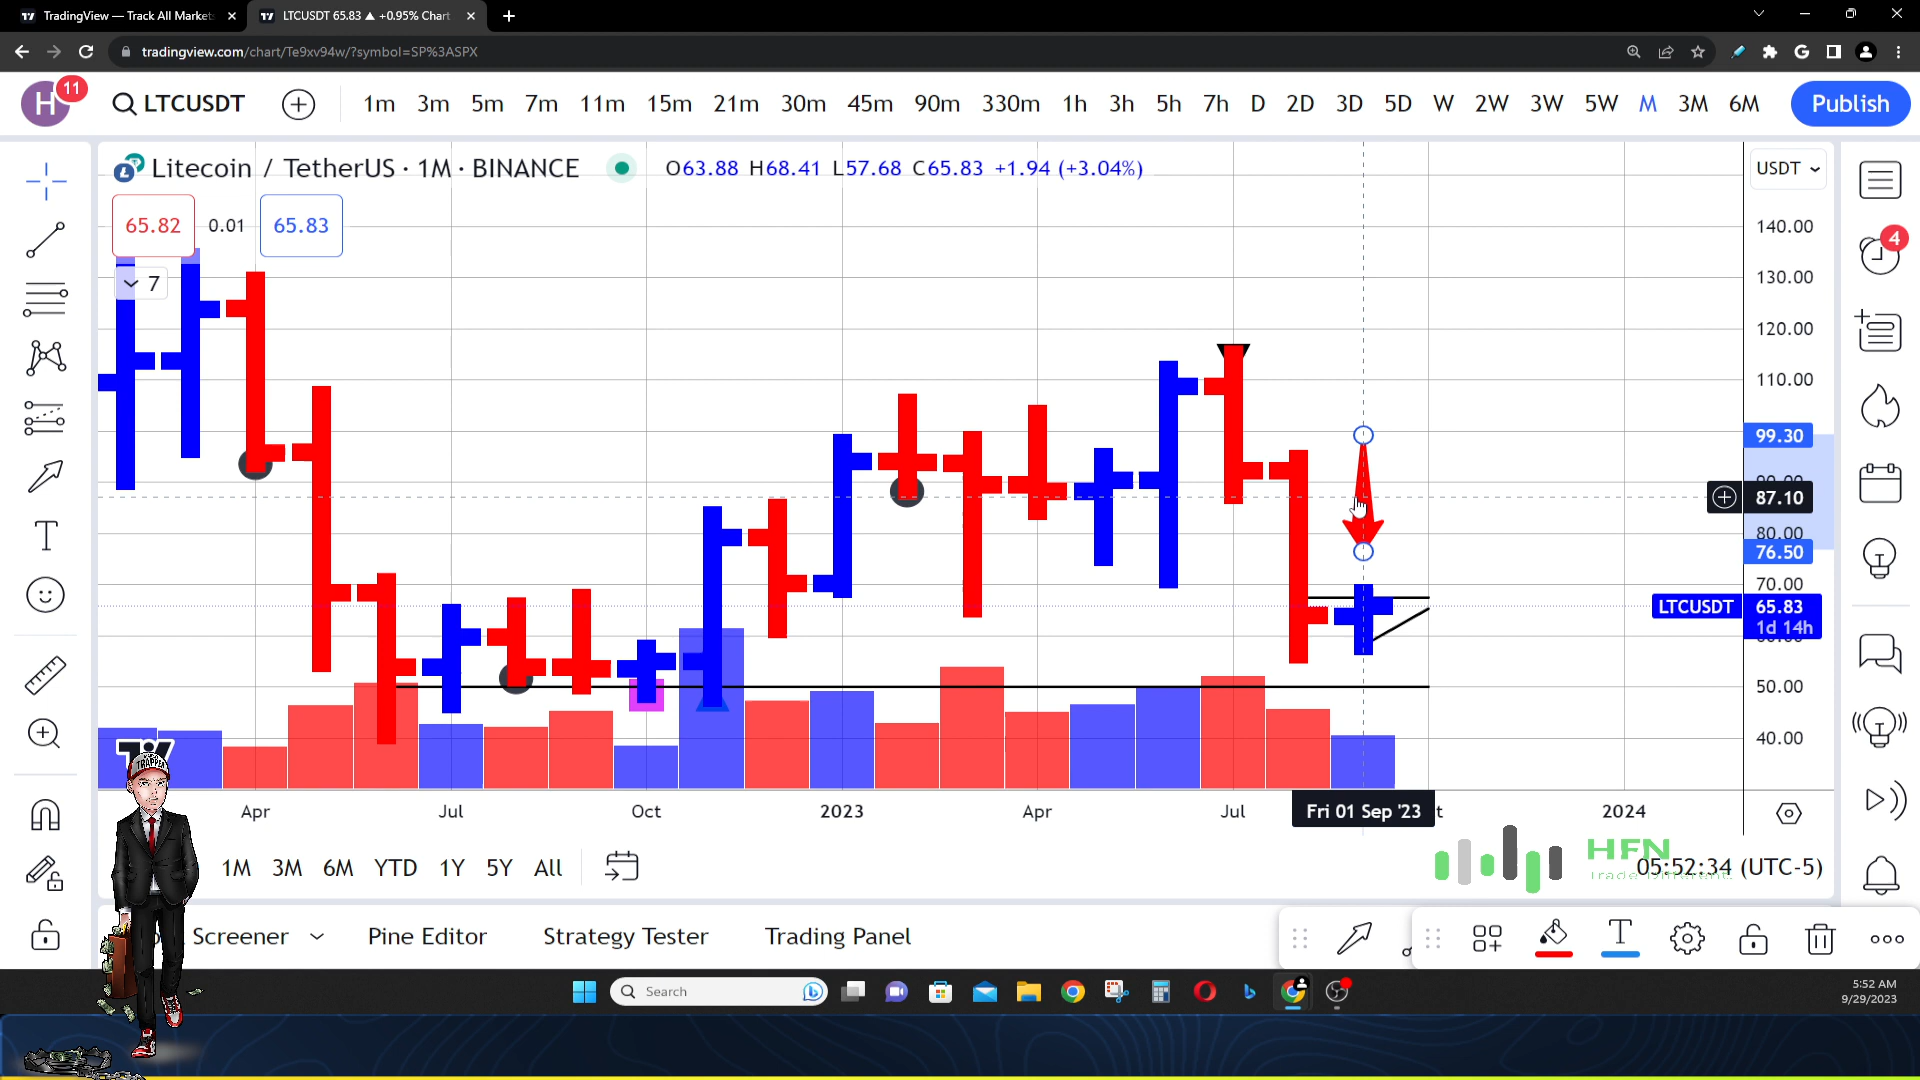 TradingView — Track All Market
LTCUSDT 65.83 ▲ +0.95% Chart
tradingview.com/chart/Te9xv94w/?symbol=SP%3ASPX
H
11
LTCUSDT
1m 3m 5m 7m 11m 15m 21m 30m 45m 90m 330m 1h 3h 5h 7h D 2D 3D 5D W 2W 3W 5W M 3M 6M
Publish
Litecoin / TetherUS · 1M · BINANCE
O63.88 H68.41 L57.68 C65.83 +1.94 (+3.04%)
USDT
65.82 0.01 65.83
7
4
140.00
130.00
120.00
110.00
99.30
87.10
80.00
76.50
70.00
LTCUSDT 65.83
1d 14h
60.00
50.00
40.00
TRAPPER
Apr Jul Oct 2023 Apr Jul Fri 01 Sep '23 t 2024
1M 3M 6M YTD 1Y 5Y All
HFN
Trade Different.
05:52:34 (UTC-5)
Screener Pine Editor Strategy Tester Trading Panel
T
Search
5:52 AM
9/29/2023